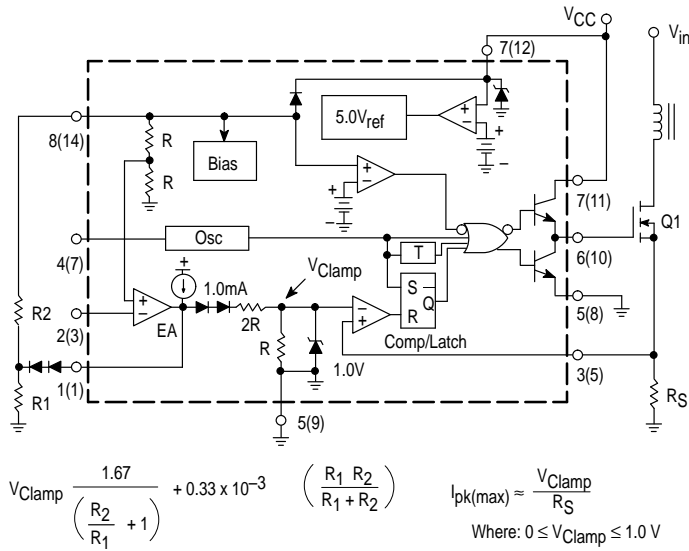 VCC
Vin
7(12)
5.0Vref
+
–
+
–
8(14)
R
Bias
R
+
–
+
–
7(11)
Q1
4(7)
Osc
T
6(10)
+
1.0mA
VClamp
S
Q
R
5(8)
R2
+
–
2R
–
+
2(3)
EA
R
Comp/Latch
1.0V
3(5)
1(1)
R1
5(9)
RS
VClamp 1.67 / (R2/R1 + 1) + 0.33 x 10–3 (R1 R2 / R1 + R2)
Ipk(max) ≈ VClamp / RS
Where: 0 ≤ VClamp ≤ 1.0 V